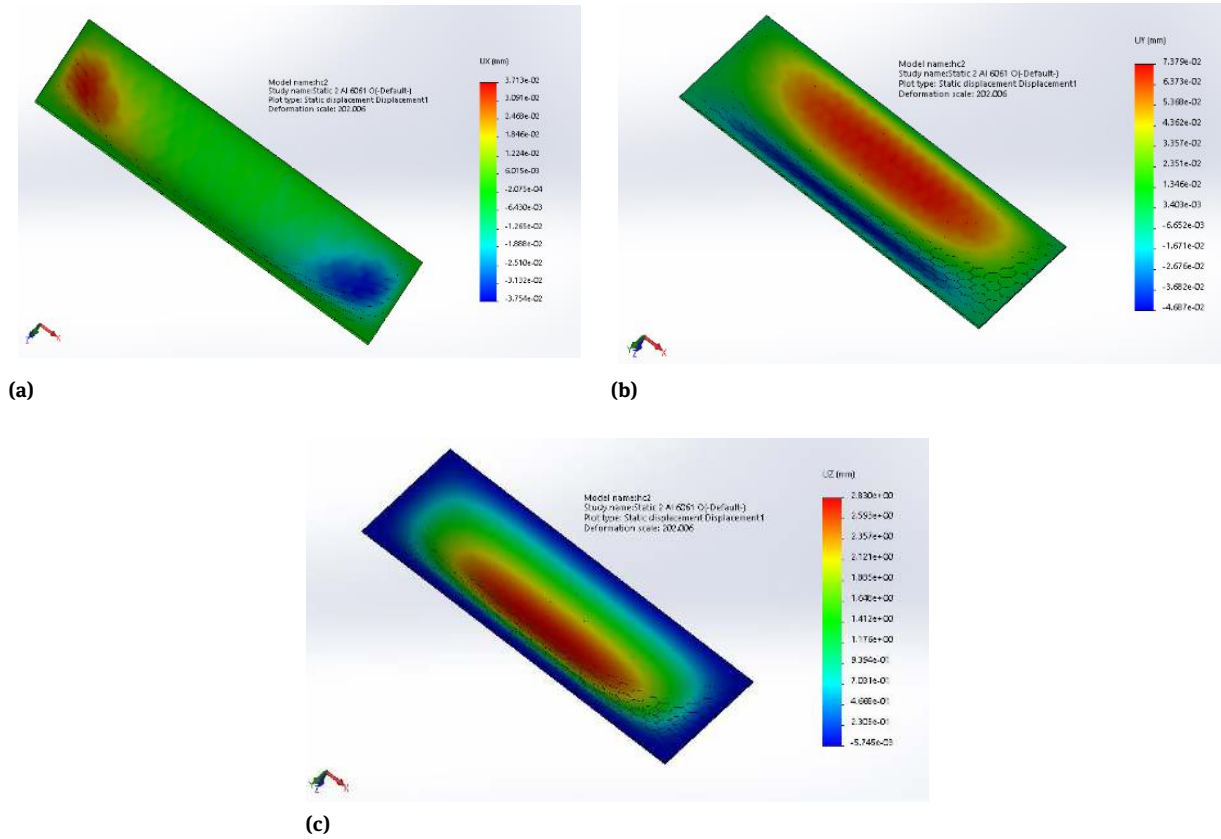 UX (mm)
Model name:hc2
Study name:Static 2 Al 6061 O(-Default-)
Plot type: Static displacement Displacement1
Deformation scale: 202.006
3.713e-02
3.091e-02
2.469e-02
1.846e-02
1.224e-02
6.015e-03
-2.075e-04
-6.430e-03
-1.265e-02
-1.888e-02
-2.510e-02
-3.132e-02
-3.754e-02
X
(a)
UY (mm)
Model name:hc2
Study name:Static 2 Al 6061 O(-Default-)
Plot type: Static displacement Displacement1
Deformation scale: 202.006
7.379e-02
6.373e-02
5.368e-02
4.362e-02
3.357e-02
2.351e-02
1.346e-02
3.403e-03
-6.652e-03
-1.671e-02
-2.676e-02
-3.682e-02
-4.687e-02
Y
Z
X
(b)
UZ (mm)
Model name:hc2
Study name:Static 2 Al 6061 O(-Default-)
Plot type: Static displacement Displacement1
Deformation scale: 202.006
2.830e+00
2.593e+00
2.357e+00
2.121e+00
1.648e+00
1.412e+00
1.176e+00
9.394e-01
7.031e-01
4.668e-01
2.305e-01
-5.745e-03
Y
Z
X
(c)